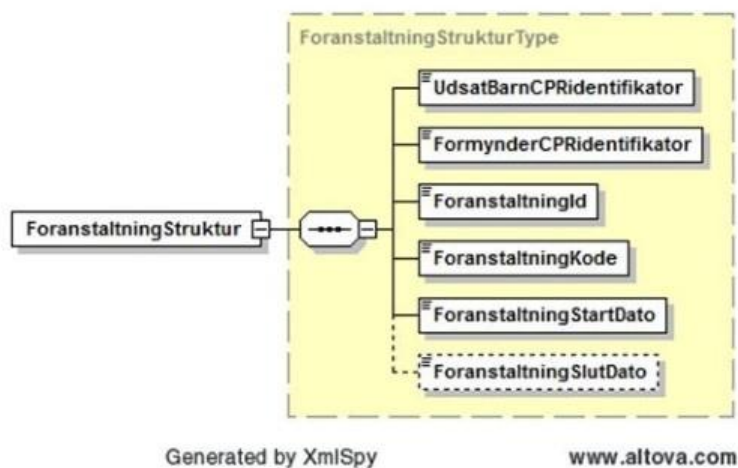 ForanstaltningStrukturType
UdsatBarnCPRidentifikator
FormynderCPRidentifikator
ForanstaltningStruktur
ForanstaltningId
ForanstaltningKode
ForanstaltningStartDato
ForanstaltningSlutDato
Generated by XmlSpy www.altova.com